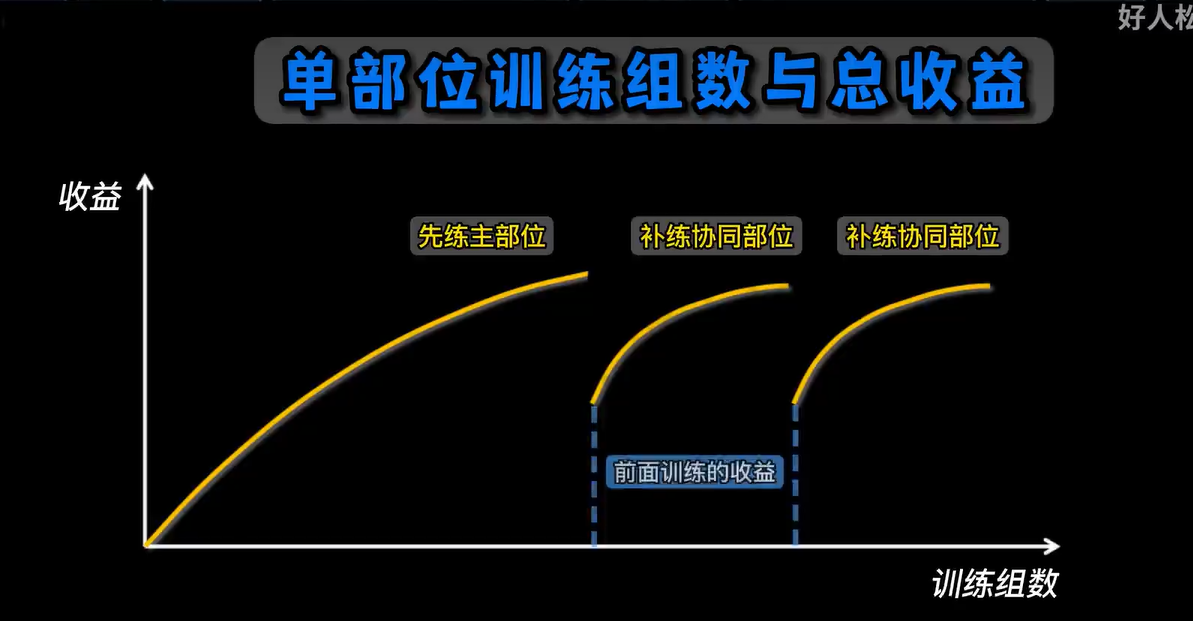 好人松
单部位训练组数与总收益
收益
先练主部位
补练协同部位
补练协同部位
前面训练的收益
训练组数